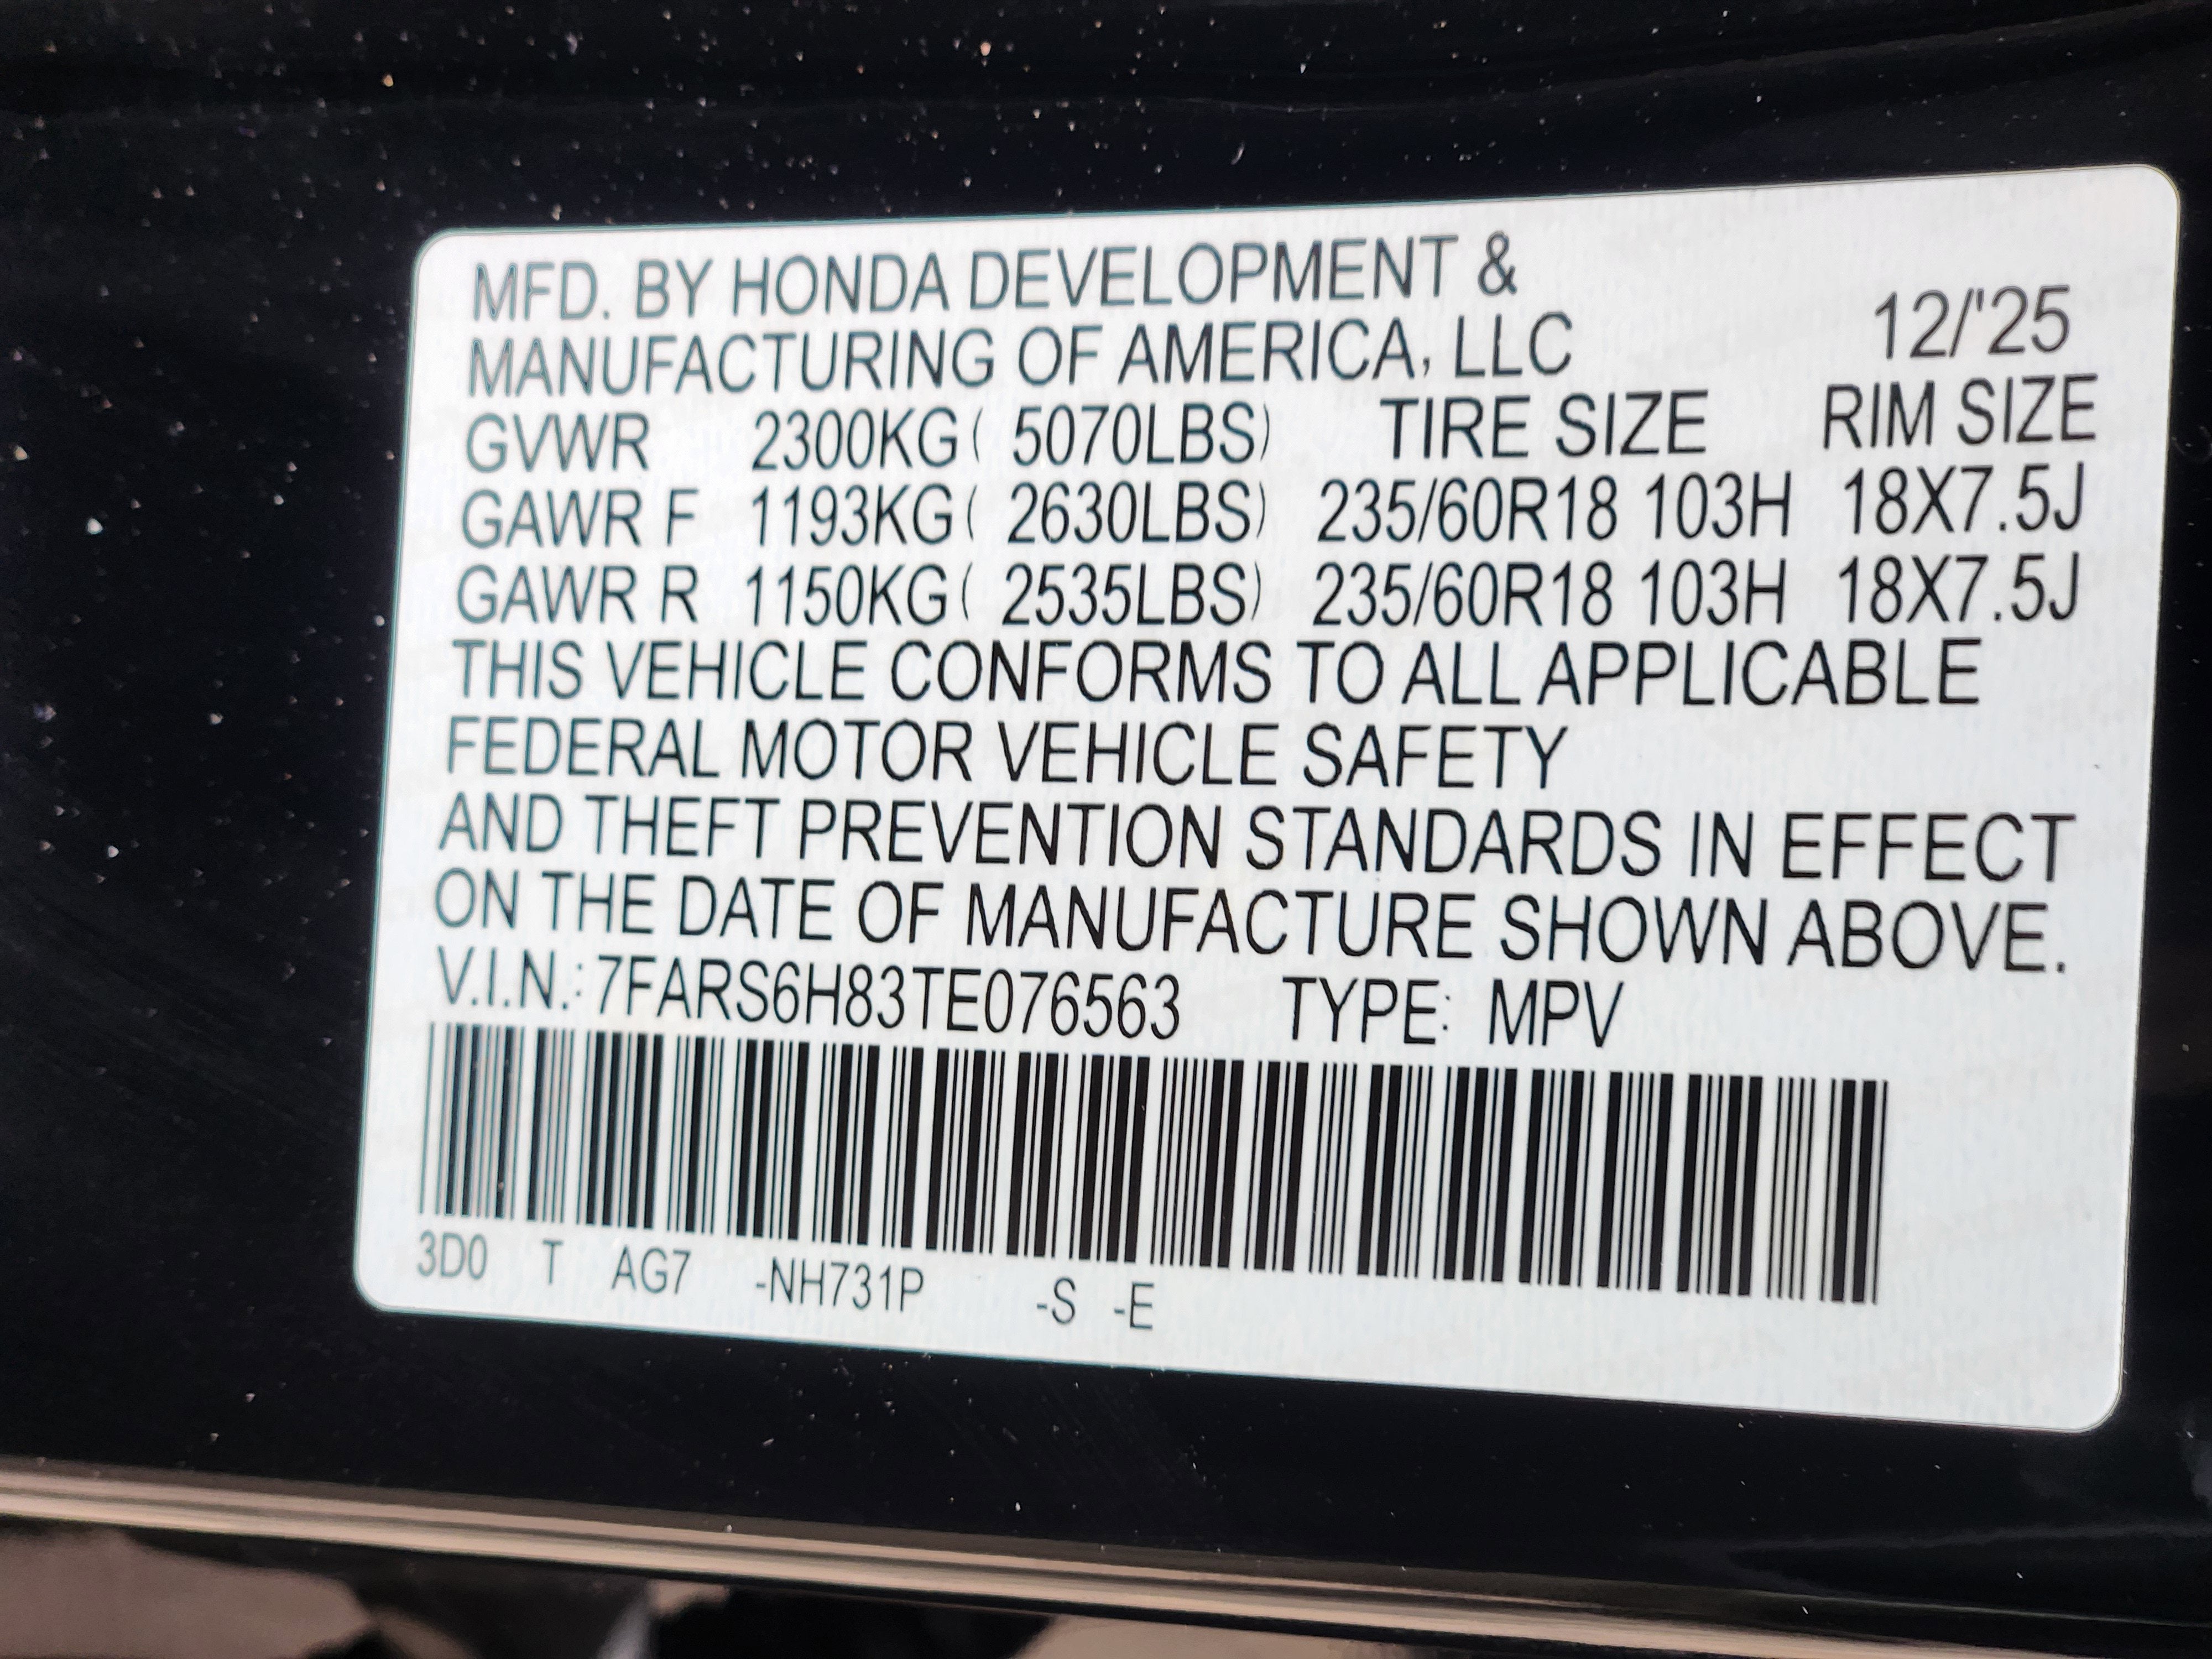 MFD. BY HONDA DEVELOPMENT &
MANUFACTURING OF AMERICA, LLC 12/'25
GVWR 2300KG( 5070LBS) TIRE SIZE RIM SIZE
GAWR F 1193KG( 2630LBS) 235/60R18 103H 18X7.5J
GAWR R 1150KG( 2535LBS) 235/60R18 103H 18X7.5J
THIS VEHICLE CONFORMS TO ALL APPLICABLE
FEDERAL MOTOR VEHICLE SAFETY
AND THEFT PREVENTION STANDARDS IN EFFECT
ON THE DATE OF MANUFACTURE SHOWN ABOVE.
V.I.N.: 7FARS6H83TE076563 TYPE: MPV
3D0 T AG7 -NH731P -S -E